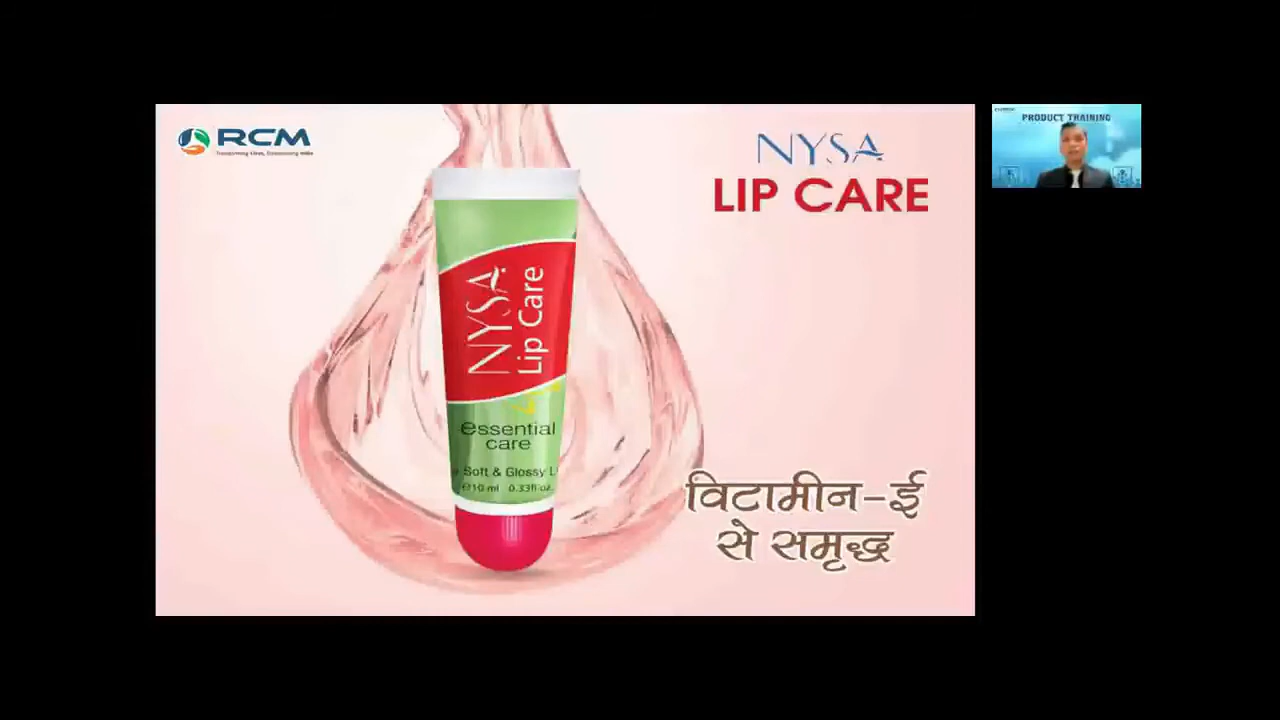 RCM
NYSA
LIP CARE
NYSA
Lip Care
essential
care
Soft & Glossy L
℮10 ml 0.33fl oz
विटामीन-ई
से समृद्ध
PRODUCT TRAINING